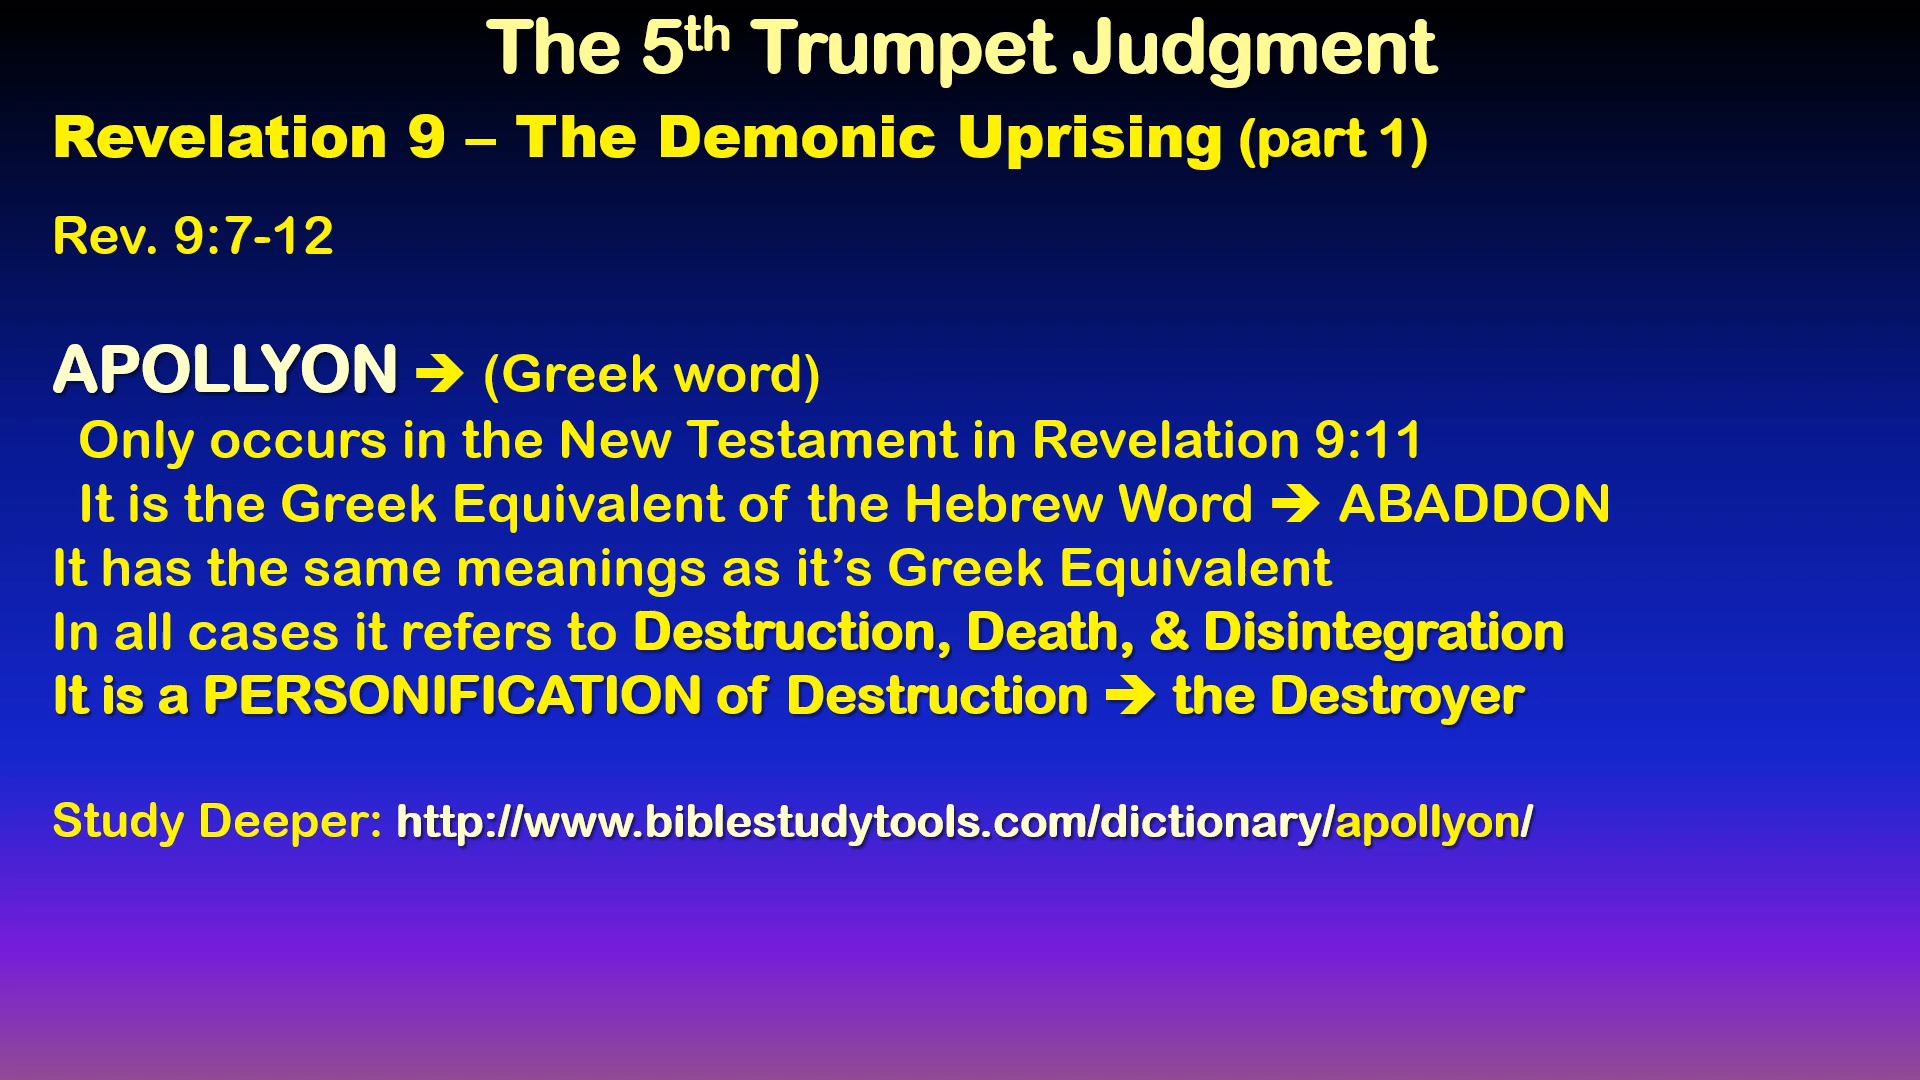 The 5th Trumpet Judgment
Revelation 9 – The Demonic Uprising (part 1)
Rev. 9:7-12
APOLLYON ➔ (Greek word)
Only occurs in the New Testament in Revelation 9:11
It is the Greek Equivalent of the Hebrew Word ➔ ABADDON
It has the same meanings as it’s Greek Equivalent
In all cases it refers to Destruction, Death, & Disintegration
It is a PERSONIFICATION of Destruction ➔ the Destroyer
Study Deeper: http://www.biblestudytools.com/dictionary/apollyon/